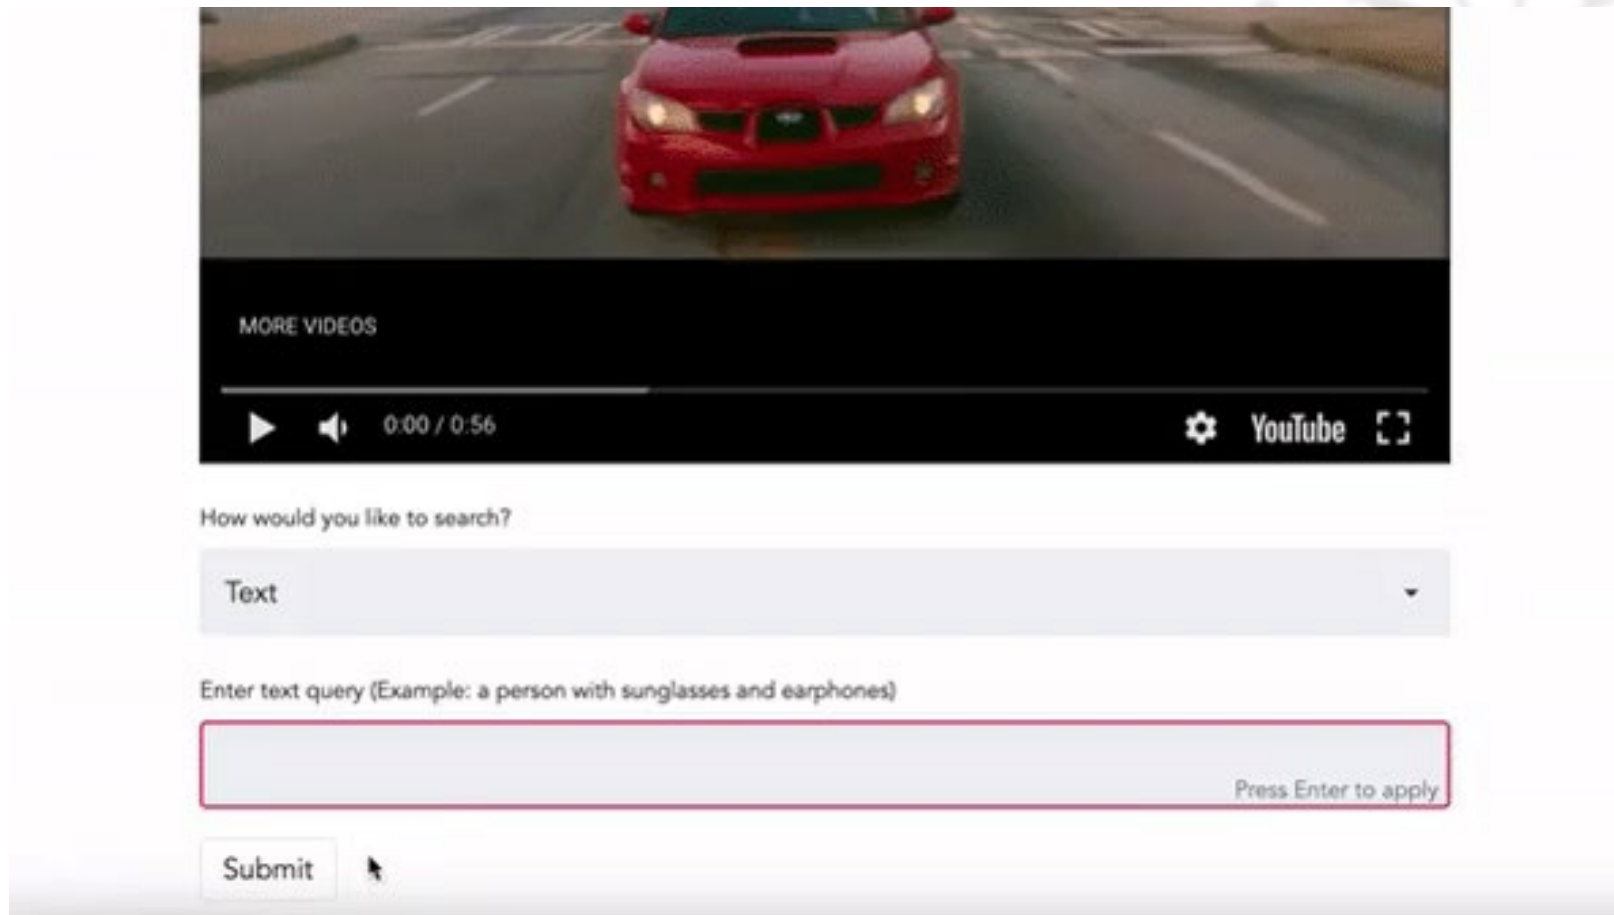 MORE VIDEOS
0:00 / 0:56
YouTube
How would you like to search?
Text
Enter text query (Example: a person with sunglasses and earphones)
Press Enter to apply
Submit